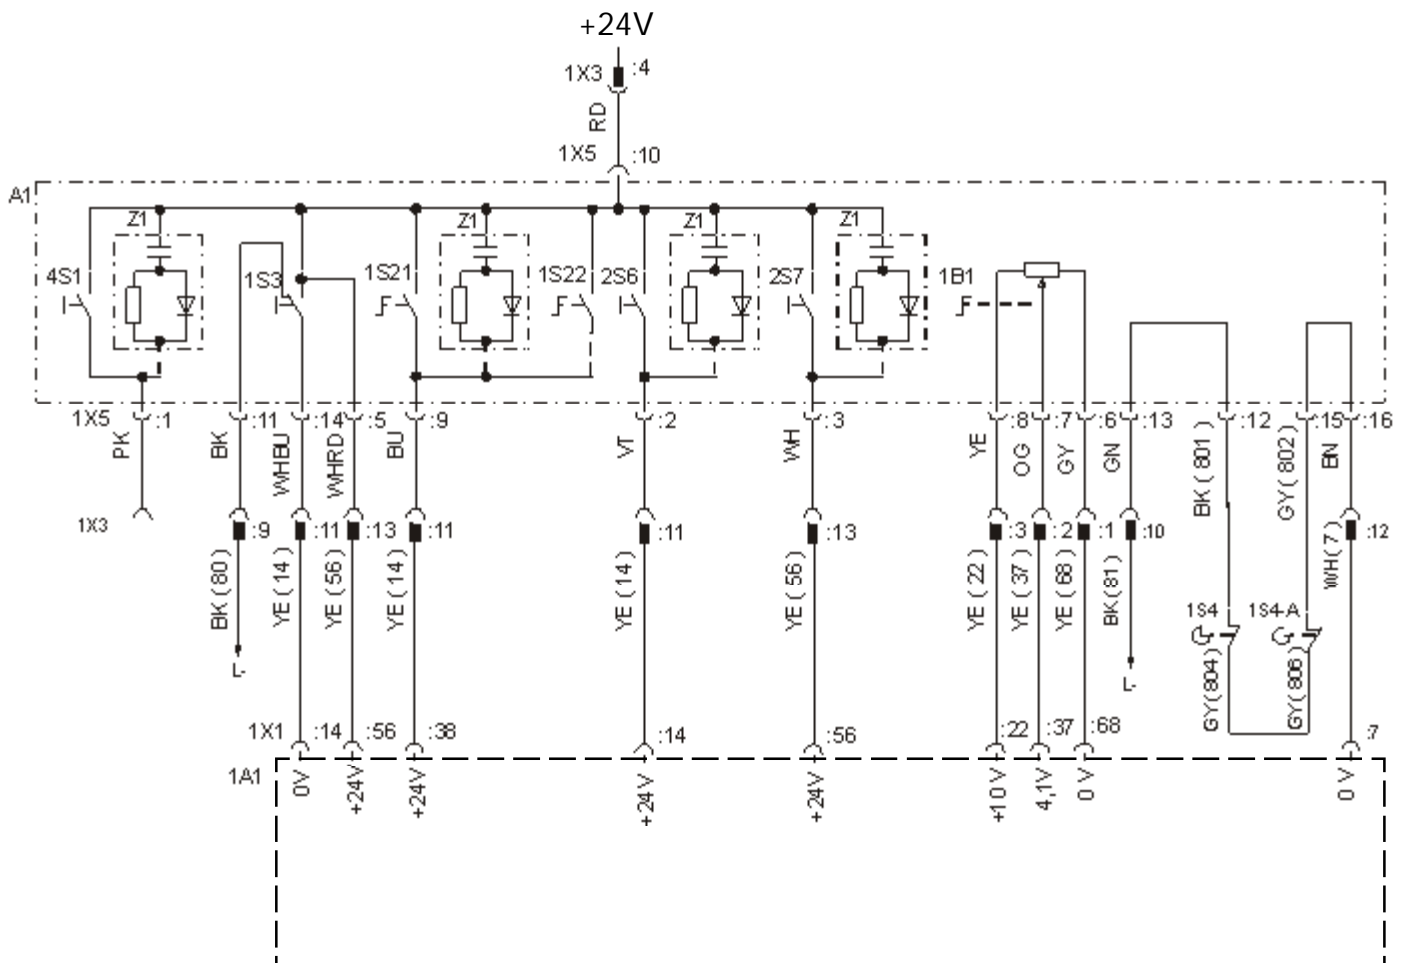 +24V
1X3 :4
RD
1X5 :10
A1
Z1 Z1 Z1 Z1
4S1 1S3 1S21 1S22 2S6 2S7 1B1
1X5 :1 :11 :14 :5 :9 :2 :3 :8 :7 :6 :13 :12 :15 :16
PK BK WHBU WHRD BU VT WH YE OG GY GN BK(801) GY(802) BN
1X3 :9 :11 :13 :11 :11 :13 :3 :2 :1 :10 :12
BK(80) YE(14) YE(56) YE(14) YE(14) YE(56) YE(22) YE(37) YE(68) BK(81) WH(7)
1S4 1S4-A
L- L-
GY(804) GY(806)
1X1 :14 :56 :38 :14 :56 :22 :37 :68 :7
1A1 0V +24V +24V +24V +24V +10V 4,1V 0V 0V